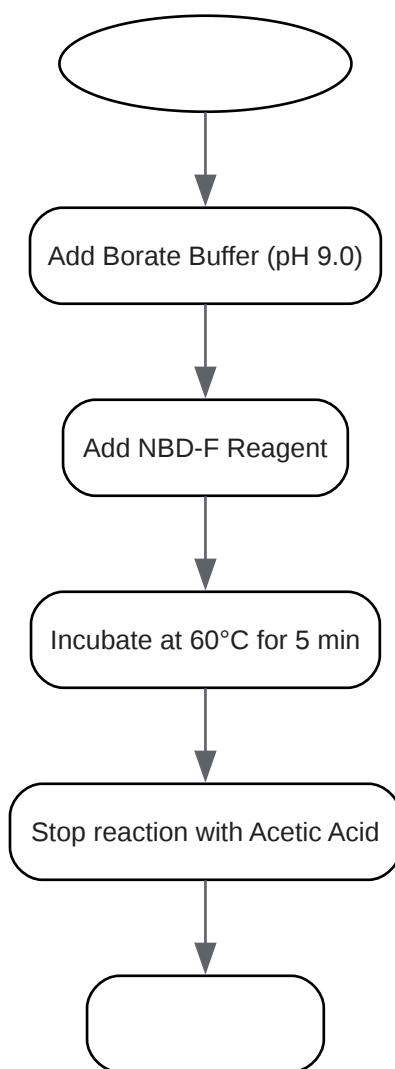 Add Borate Buffer (pH 9.0)
Add NBD-F Reagent
Incubate at 60°C for 5 min
Stop reaction with Acetic Acid